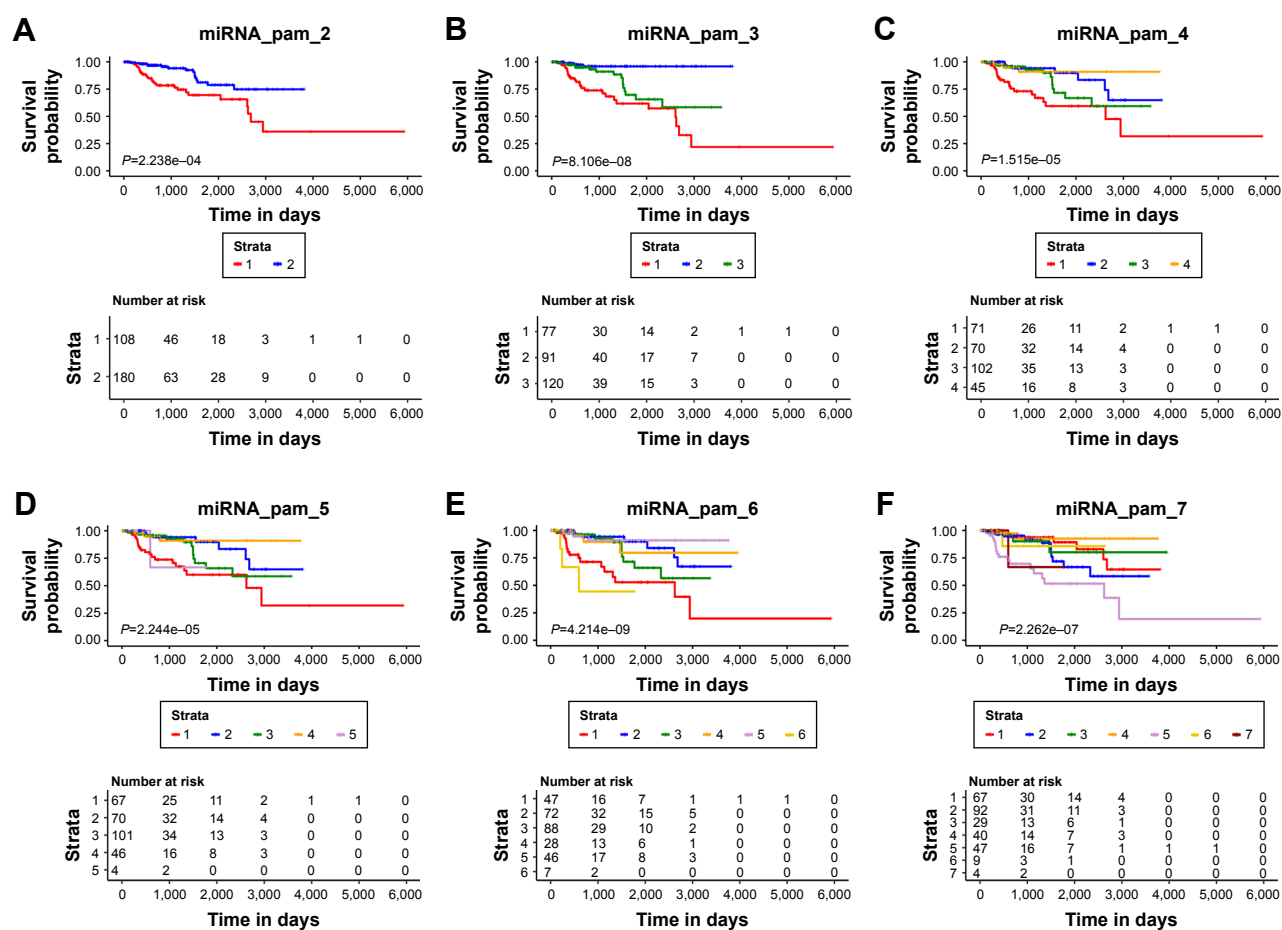 A
miRNA_pam_2
Survival
probability
1.00
0.75
0.50
0.25
0.00
P=2.238e–04
0 1,000 2,000 3,000 4,000 5,000 6,000
Time in days
Strata
1 2
Number at risk
Strata
1 108 46 18 3 1 1 0
2 180 63 28 9 0 0 0
0 1,000 2,000 3,000 4,000 5,000 6,000
Time in days
B
miRNA_pam_3
Survival
probability
1.00
0.75
0.50
0.25
0.00
P=8.106e–08
0 1,000 2,000 3,000 4,000 5,000 6,000
Time in days
Strata
1 2 3
Number at risk
Strata
1 77 30 14 2 1 1 0
2 91 40 17 7 0 0 0
3 120 39 15 3 0 0 0
0 1,000 2,000 3,000 4,000 5,000 6,000
Time in days
C
miRNA_pam_4
Survival
probability
1.00
0.75
0.50
0.25
0.00
P=1.515e–05
0 1,000 2,000 3,000 4,000 5,000 6,000
Time in days
Strata
1 2 3 4
Number at risk
Strata
1 71 26 11 2 1 1 0
2 70 32 14 4 0 0 0
3 102 35 13 3 0 0 0
4 45 16 8 3 0 0 0
0 1,000 2,000 3,000 4,000 5,000 6,000
Time in days
D
miRNA_pam_5
Survival
probability
1.00
0.75
0.50
0.25
0.00
P=2.244e–05
0 1,000 2,000 3,000 4,000 5,000 6,000
Time in days
Strata
1 2 3 4 5
Number at risk
Strata
1 67 25 11 2 1 1 0
2 70 32 14 4 0 0 0
3 101 34 13 3 0 0 0
4 46 16 8 3 0 0 0
5 4 2 0 0 0 0 0
0 1,000 2,000 3,000 4,000 5,000 6,000
Time in days
E
miRNA_pam_6
Survival
probability
1.00
0.75
0.50
0.25
0.00
P=4.214e–09
0 1,000 2,000 3,000 4,000 5,000 6,000
Time in days
Strata
1 2 3 4 5 6
Number at risk
Strata
1 47 16 7 1 1 1 0
2 72 32 15 5 0 0 0
3 88 29 10 2 0 0 0
4 28 13 6 1 0 0 0
5 46 17 8 3 0 0 0
6 7 2 0 0 0 0 0
0 1,000 2,000 3,000 4,000 5,000 6,000
Time in days
F
miRNA_pam_7
Survival
probability
1.00
0.75
0.50
0.25
0.00
P=2.262e–07
0 1,000 2,000 3,000 4,000 5,000 6,000
Time in days
Strata
1 2 3 4 5 6 7
Number at risk
Strata
1 67 30 14 4 0 0 0
2 92 31 11 3 0 0 0
3 29 13 6 1 0 0 0
4 40 14 7 3 0 0 0
5 47 16 7 1 1 1 0
6 9 3 1 0 0 0 0
7 4 2 0 0 0 0 0
0 1,000 2,000 3,000 4,000 5,000 6,000
Time in days